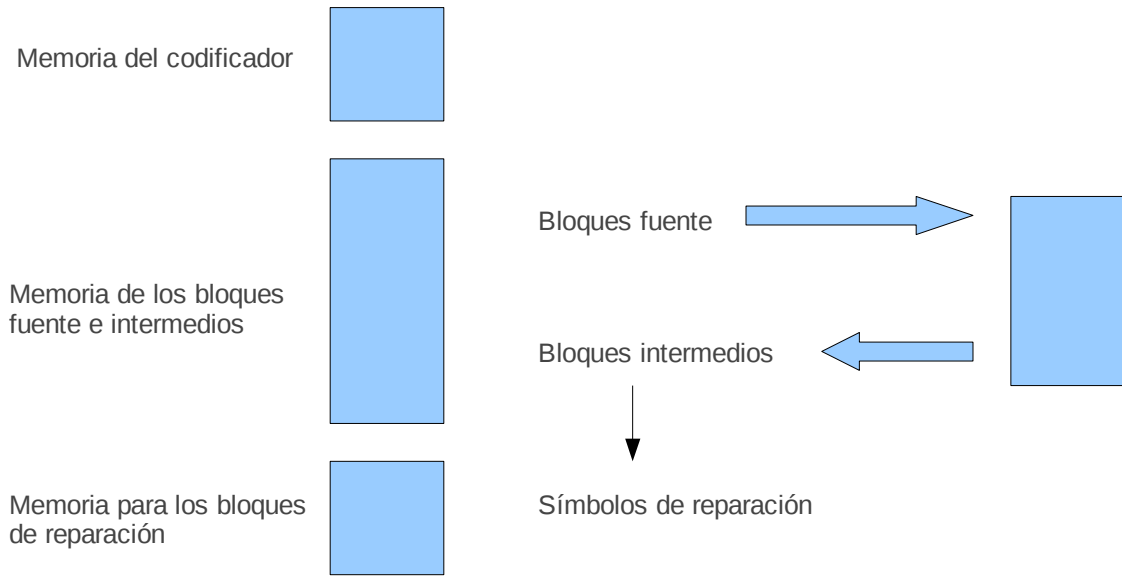 Memoria del codificador
Memoria de los bloques
fuente e intermedios
Memoria para los bloques
de reparación
Bloques fuente
Bloques intermedios
Símbolos de reparación